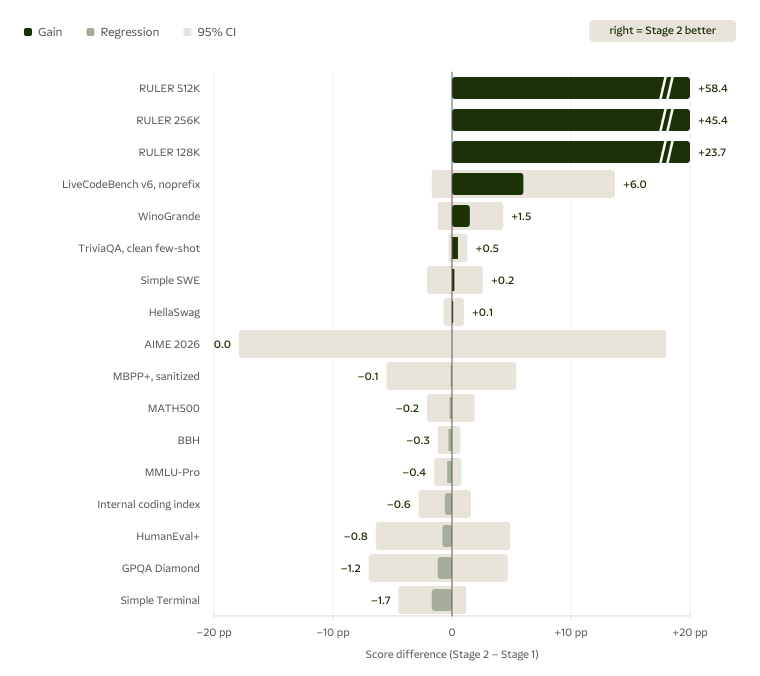 Gain
Regression
95% CI
right = Stage 2 better
RULER 512K +58.4
RULER 256K +45.4
RULER 128K +23.7
LiveCodeBench v6, noprefix +6.0
WinoGrande +1.5
TriviaQA, clean few-shot +0.5
Simple SWE +0.2
HellaSwag +0.1
AIME 2026 0.0
MBPP+, sanitized −0.1
MATH500 −0.2
BBH −0.3
MMLU-Pro −0.4
Internal coding index −0.6
HumanEval+ −0.8
GPQA Diamond −1.2
Simple Terminal −1.7
−20 pp −10 pp 0 +10 pp +20 pp
Score difference (Stage 2 − Stage 1)